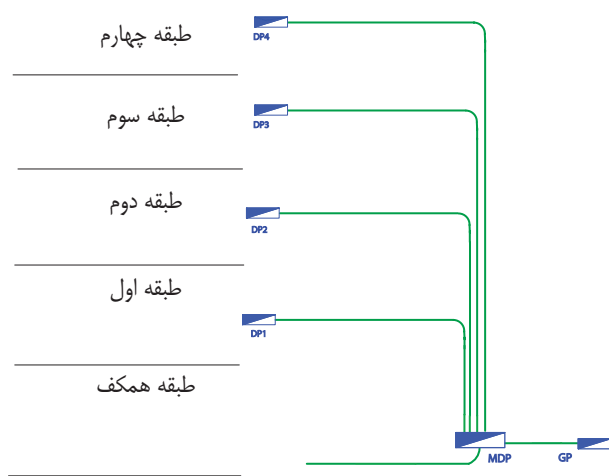 طبقه چهارم
DP4
طبقه سوم
DP3
طبقه دوم
DP2
طبقه اول
DP1
طبقه همکف
MDP
GP